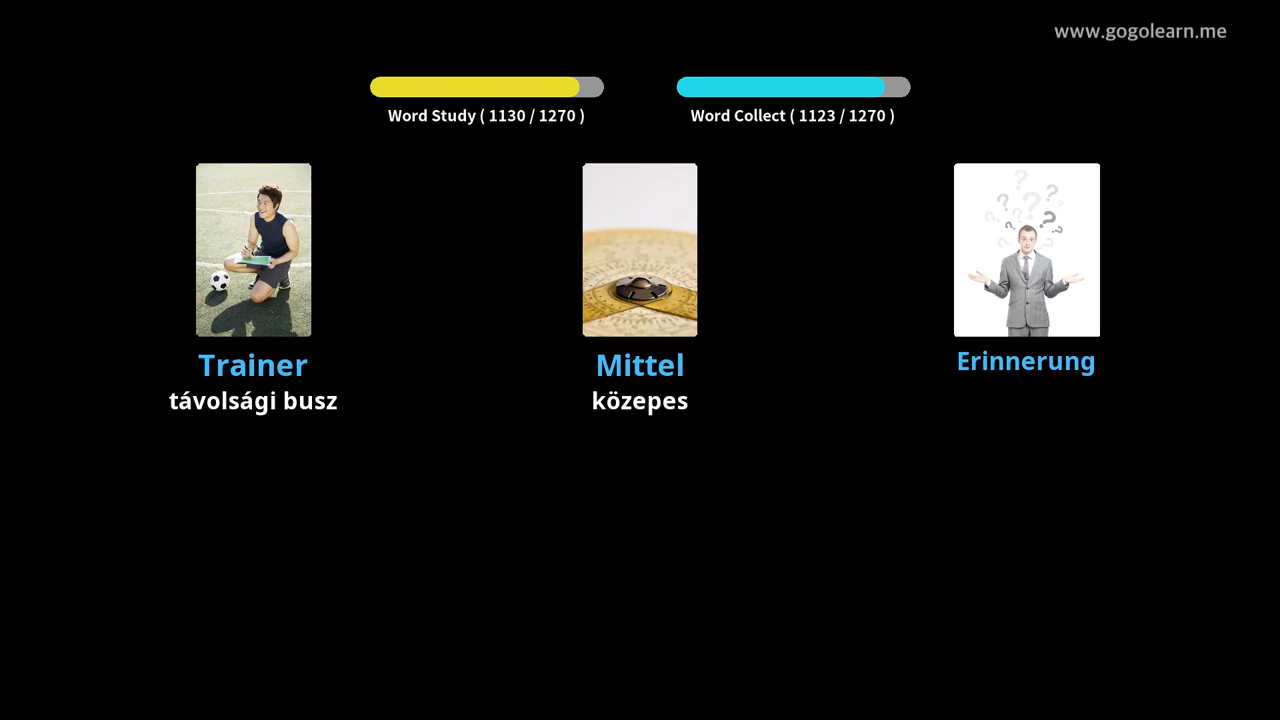 www.gogolearn.me
Word Study ( 1130 / 1270 )
Word Collect ( 1123 / 1270 )
Trainer
távolsági busz
Mittel
közepes
Erinnerung